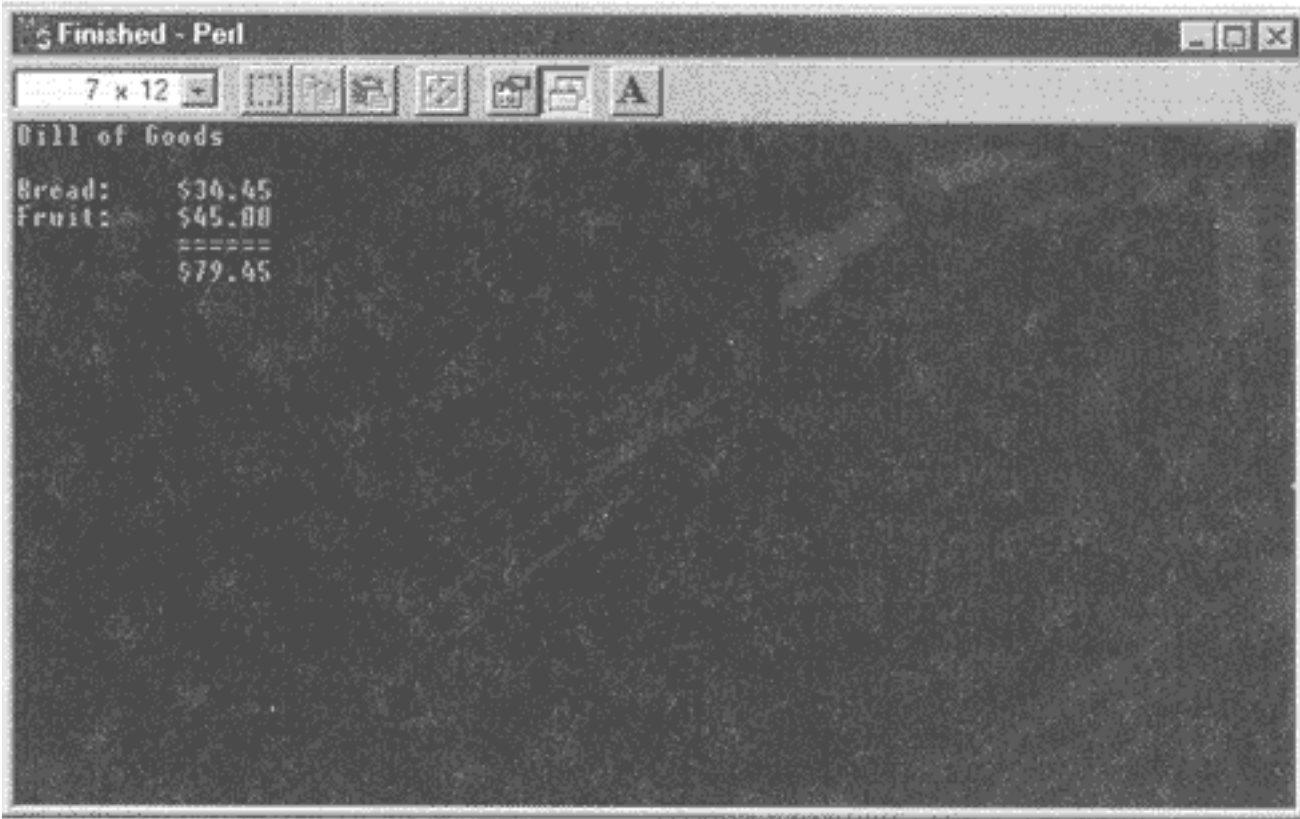 Finished - Perl
7 x 12
A
Bill of Goods
Bread: $34.45
Fruit: $45.00
======
$79.45